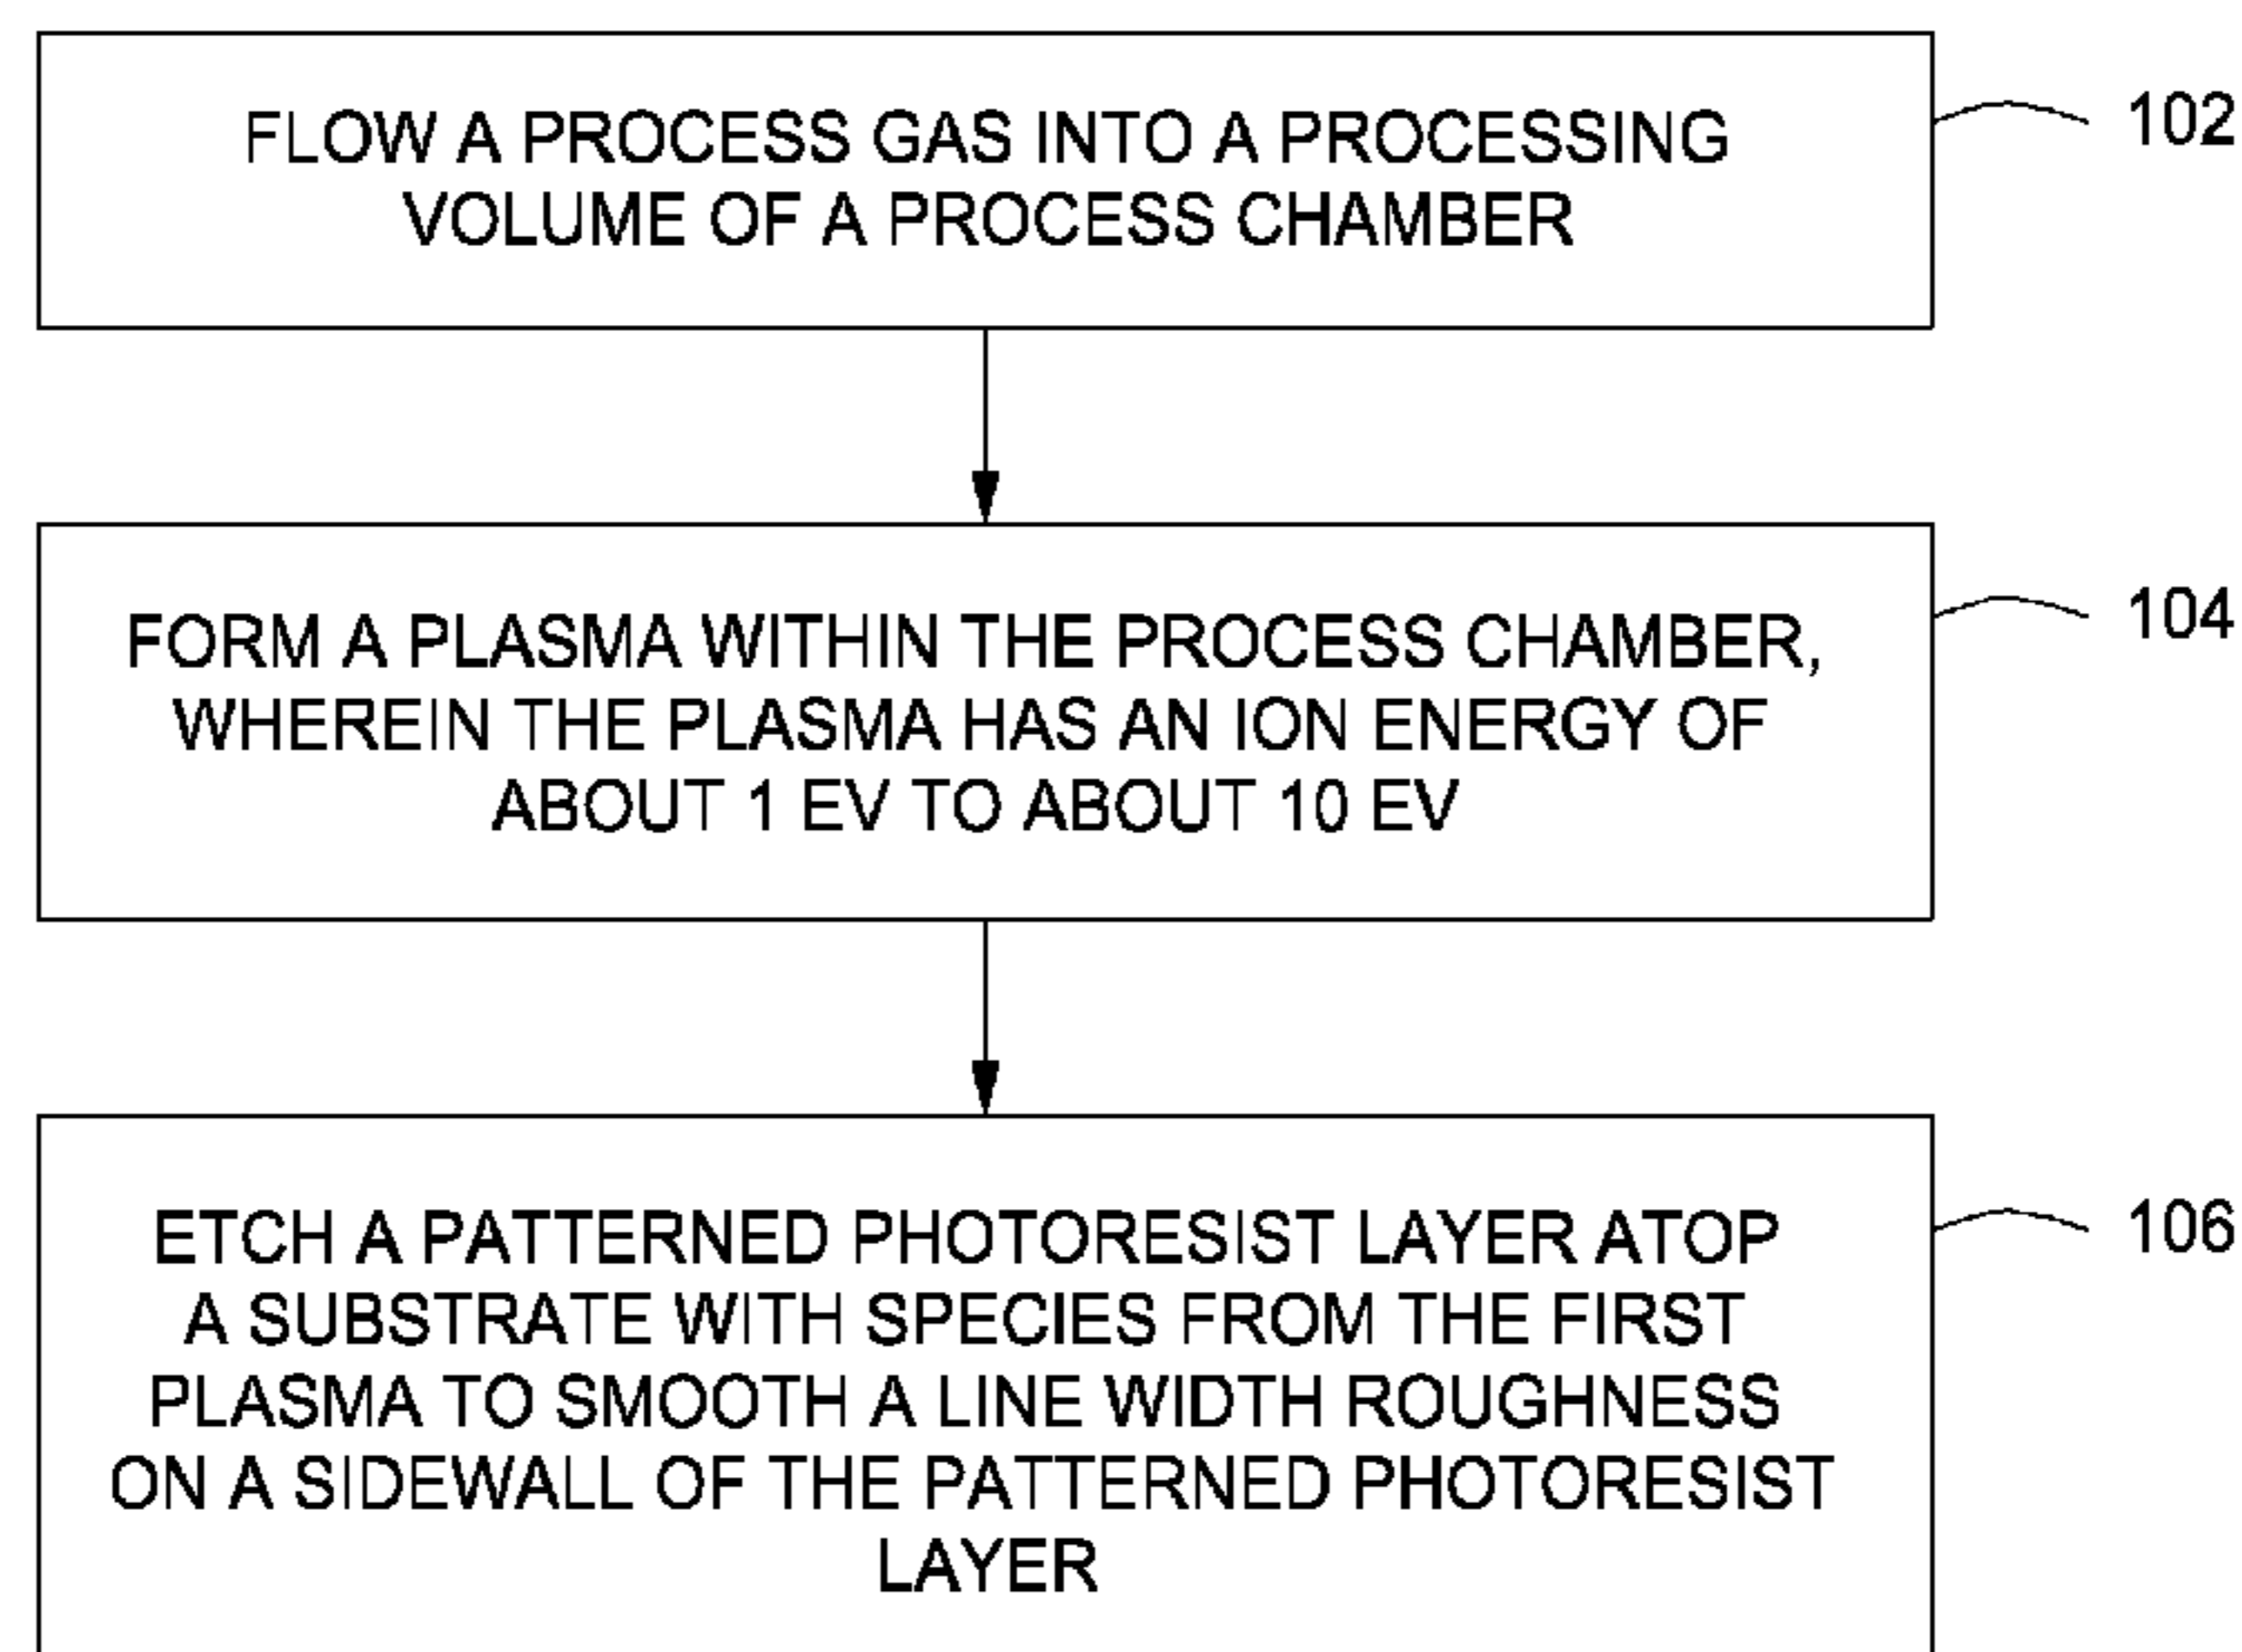 FLOW A PROCESS GAS INTO A PROCESSING
VOLUME OF A PROCESS CHAMBER
102
FORM A PLASMA WITHIN THE PROCESS CHAMBER,
WHEREIN THE PLASMA HAS AN ION ENERGY OF
ABOUT 1 EV TO ABOUT 10 EV
104
ETCH A PATTERNED PHOTORESIST LAYER ATOP
A SUBSTRATE WITH SPECIES FROM THE FIRST
PLASMA TO SMOOTH A LINE WIDTH ROUGHNESS
ON A SIDEWALL OF THE PATTERNED PHOTORESIST
LAYER
106